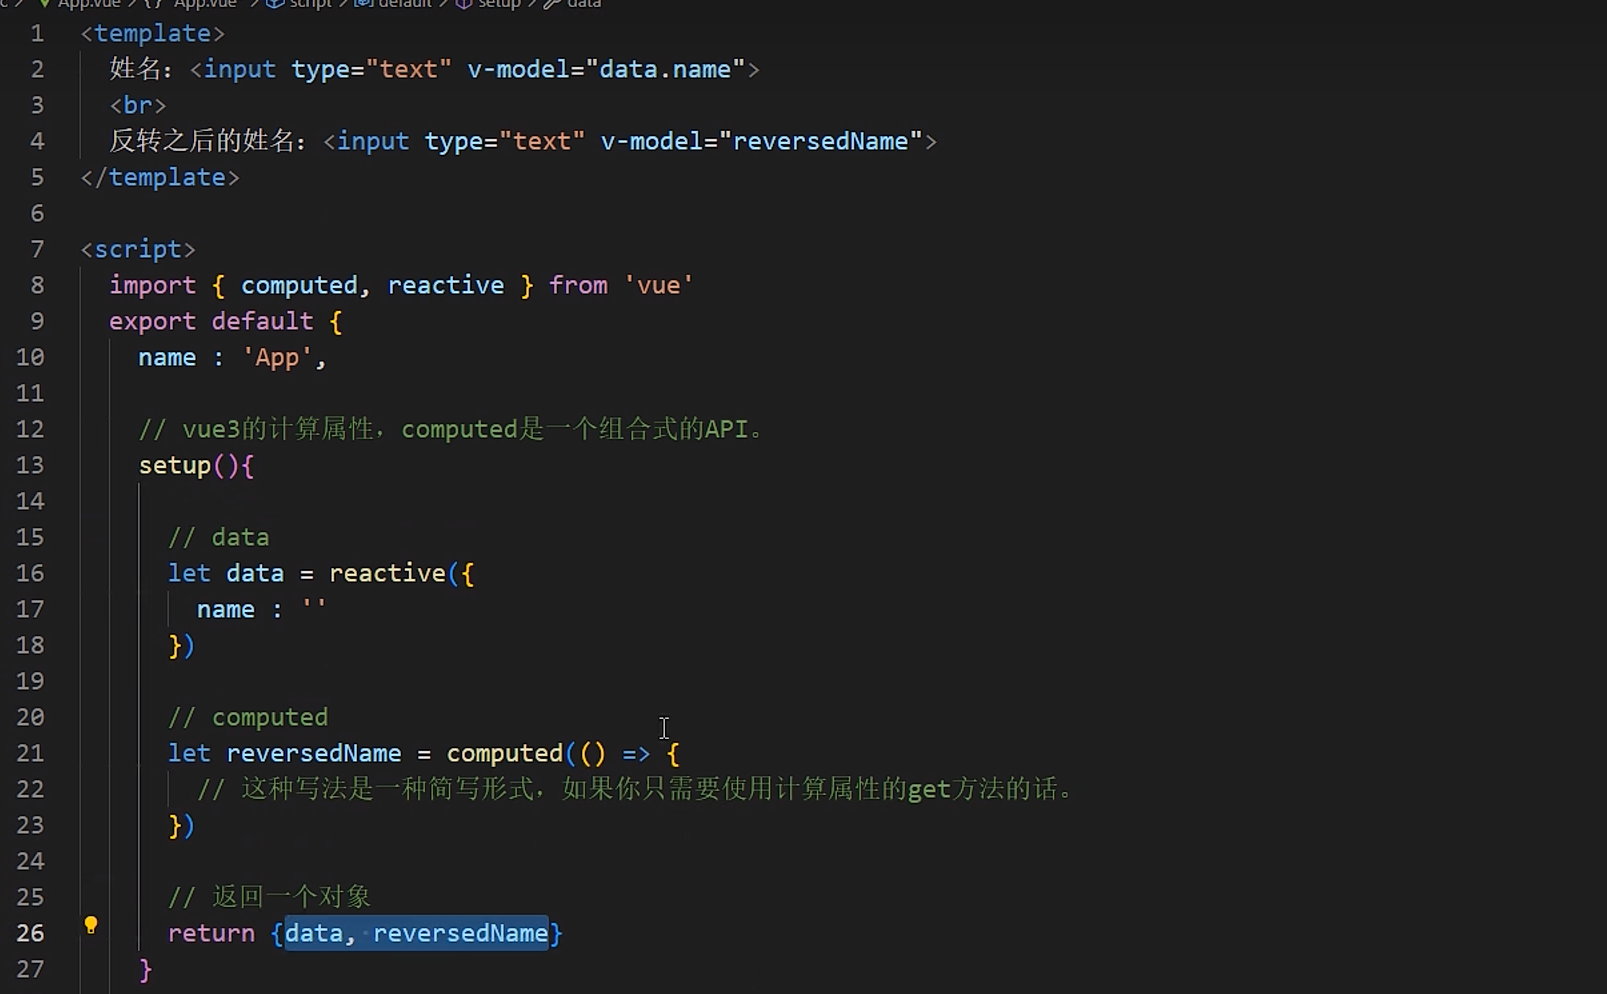 App.vue > {} App.vue > script > default > setup > data
1 <template>
2 姓名：<input type="text" v-model="data.name">
3 <br>
4 反转之后的姓名：<input type="text" v-model="reversedName">
5 </template>
6
7 <script>
8 import { computed, reactive } from 'vue'
9 export default {
10 name : 'App',
11
12 // vue3的计算属性，computed是一个组合式的API。
13 setup(){
14
15 // data
16 let data = reactive({
17 name : ''
18 })
19
20 // computed
21 let reversedName = computed(() => {
22 // 这种写法是一种简写形式，如果你只需要使用计算属性的get方法的话。
23 })
24
25 // 返回一个对象
26 return {data, reversedName}
27 }